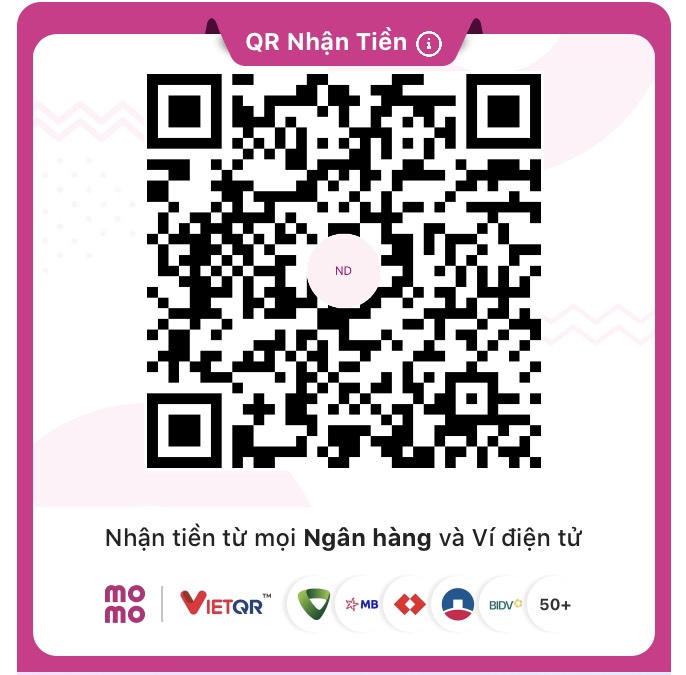 QR Nhận Tiền
ND
Nhận tiền từ mọi Ngân hàng và Ví điện tử
mo
mo
VIETQR™
MB
BIDV
50+